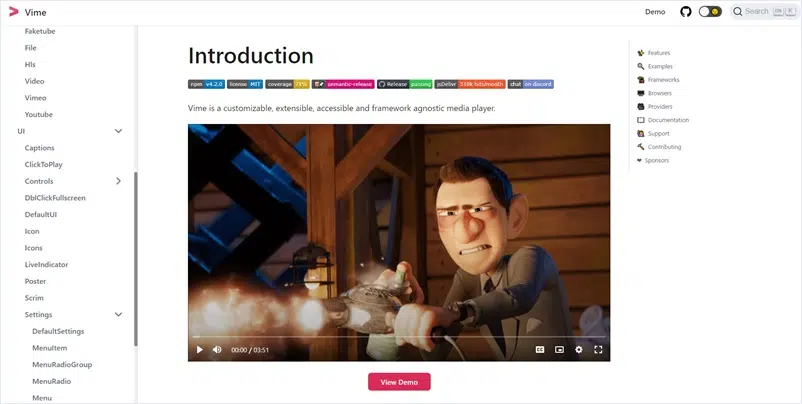 Vime
Demo
Search
Faketube
File
Hls
Video
Vimeo
Youtube
UI
Captions
ClickToPlay
Controls
DblClickFullscreen
DefaultUI
Icon
Icons
LiveIndicator
Poster
Scrim
Settings
DefaultSettings
MenuItem
MenuRadioGroup
MenuRadio
Menu
Introduction
npm v4.2.0 license MIT coverage semantic-release Release passing jsDelivr hits/month chat on discord
Vime is a customizable, extensible, accessible and framework agnostic media player.
00:00 / 03:51
View Demo
Features
Examples
Frameworks
Browsers
Providers
Documentation
Support
Contributing
Sponsors